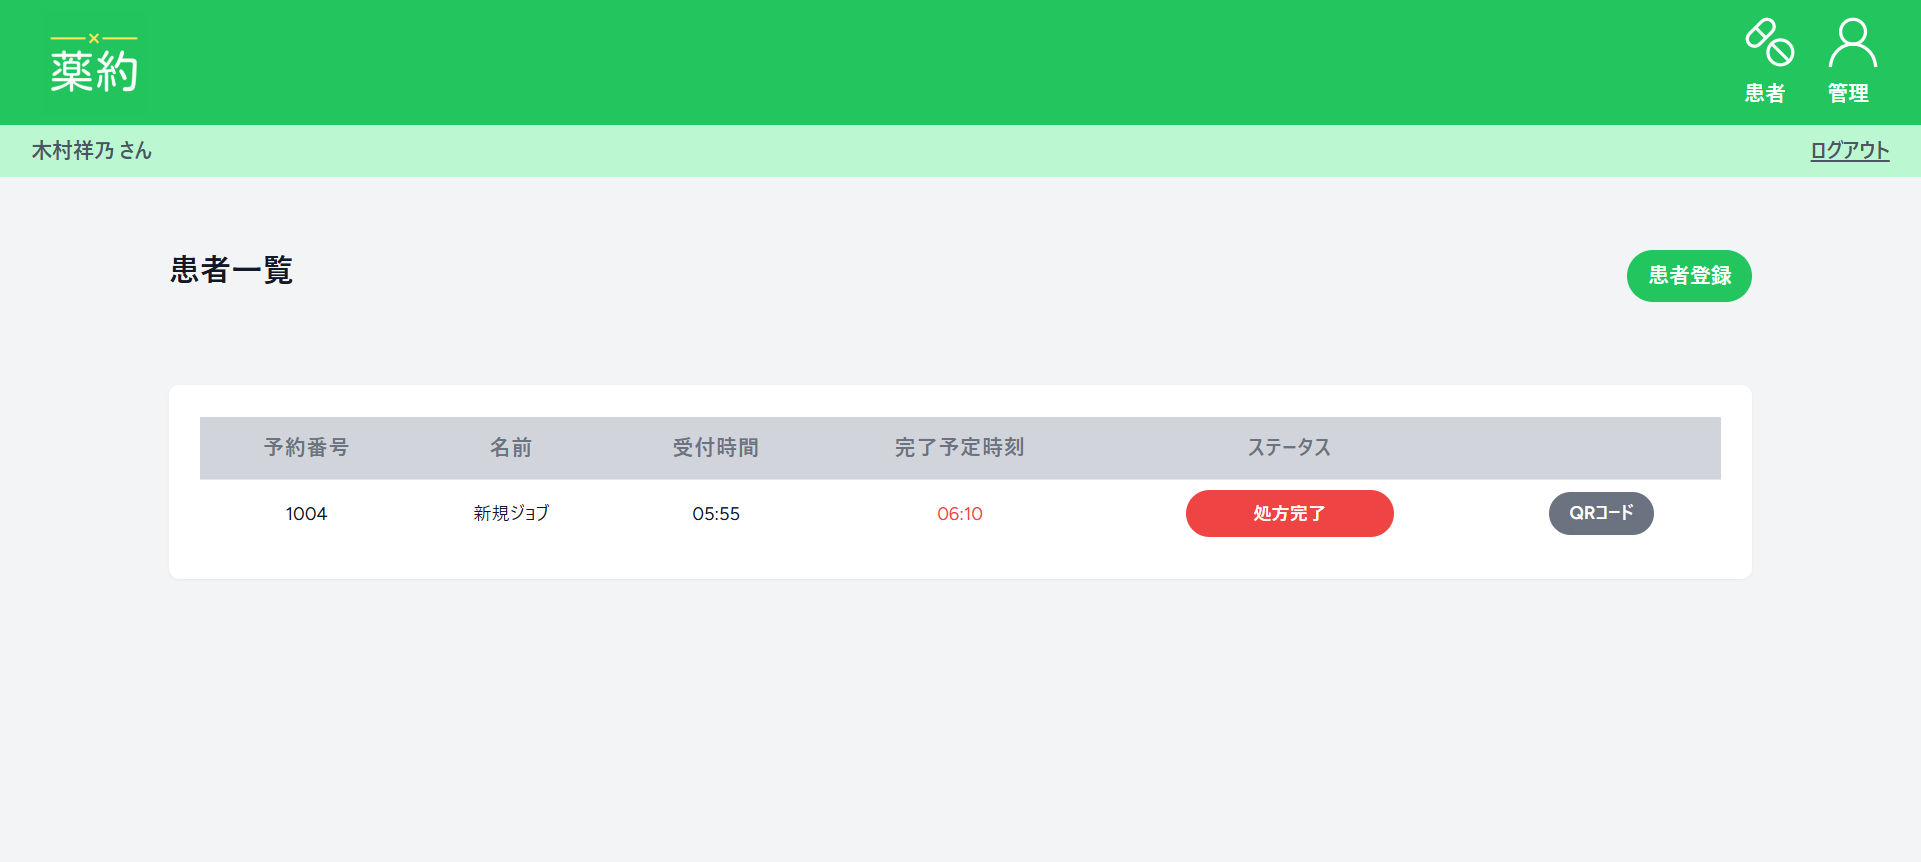 薬約
患者
管理
木村祥乃 さん
ログアウト
患者一覧
患者登録
予約番号 名前 受付時間 完了予定時刻 ステータス
1004 新規ジョブ 05:55 06:10 処方完了 QRコード